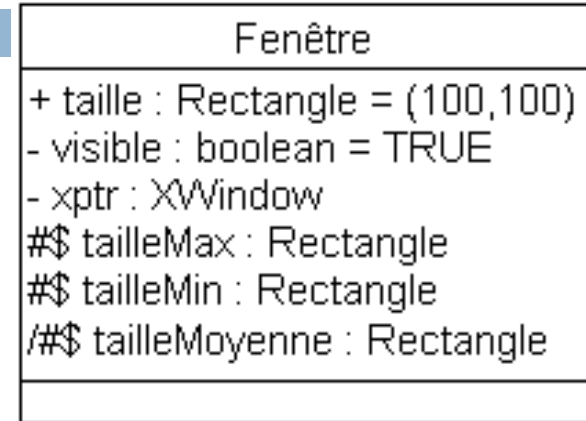 Fenêtre
+ taille : Rectangle = (100,100)
- visible : boolean = TRUE
- xptr : XWindow
#$ tailleMax : Rectangle
#$ tailleMin : Rectangle
/#$ tailleMoyenne : Rectangle